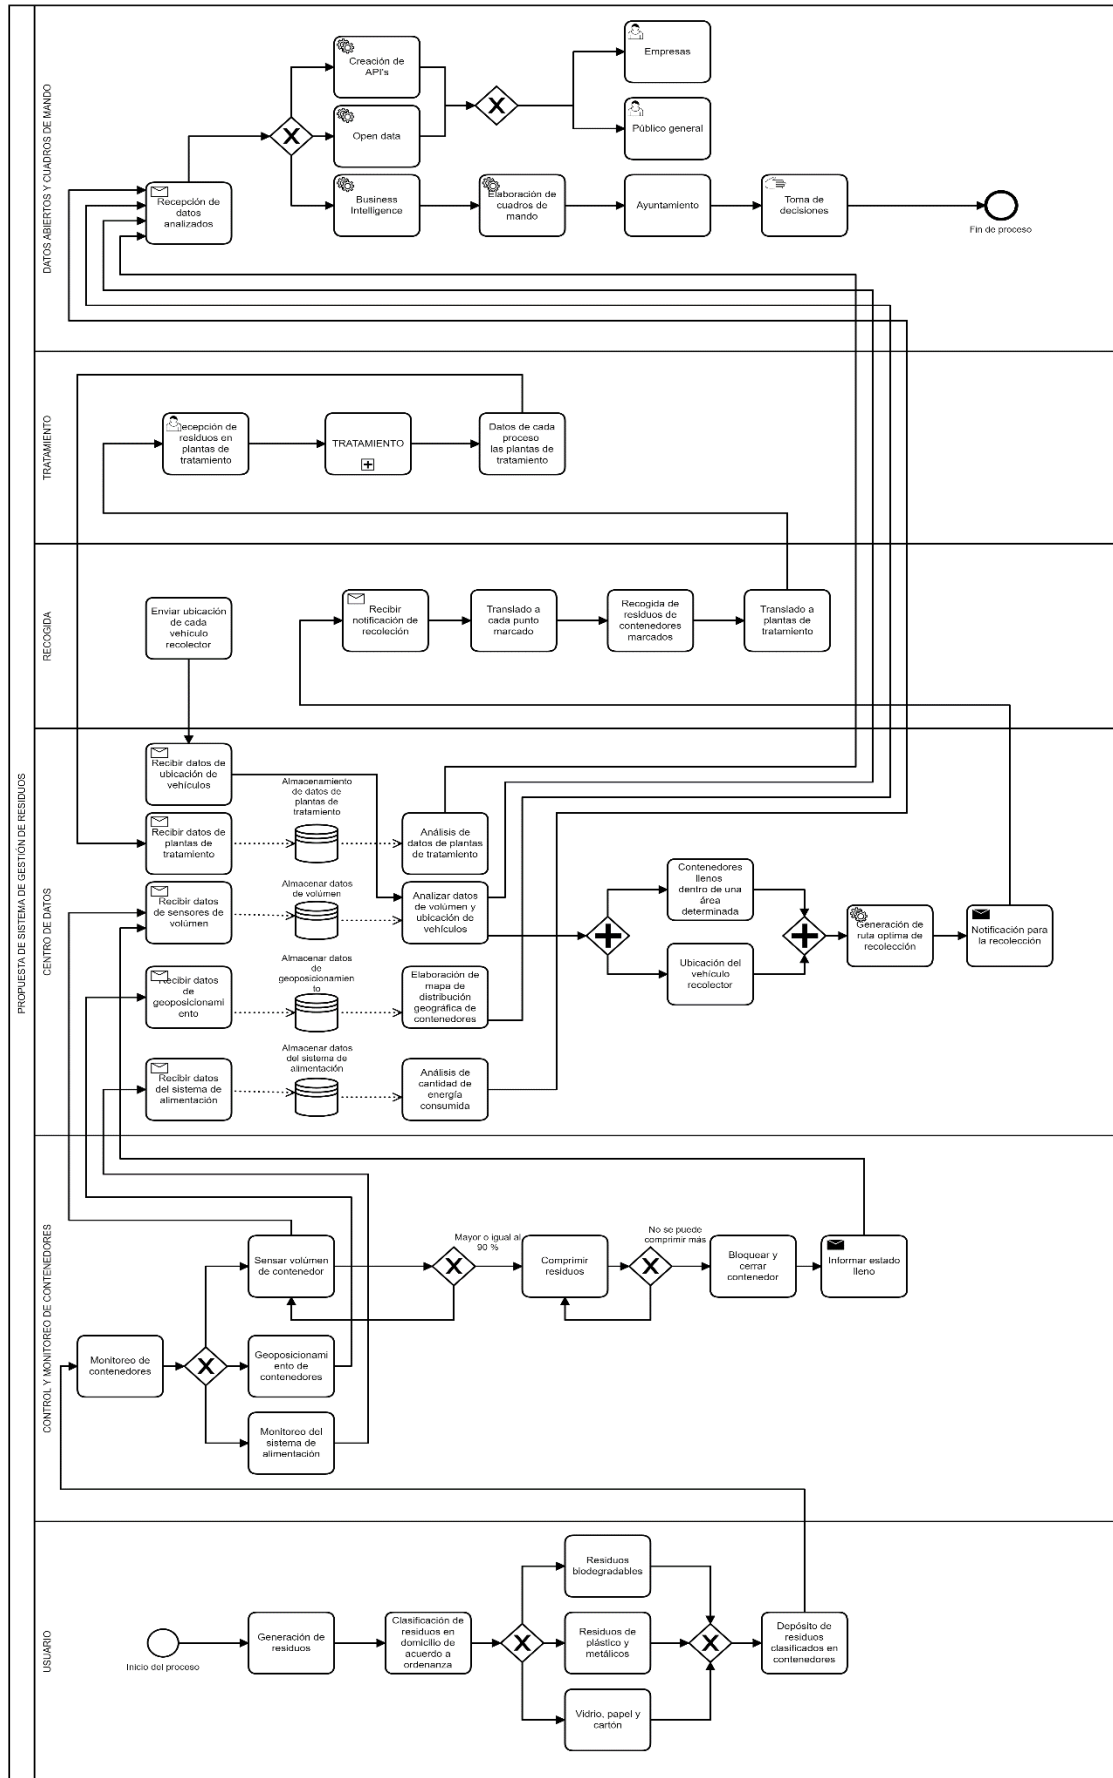 PROPUESTA DE SISTEMA DE GESTIÓN DE RESIDUOS
DATOS ABIERTOS Y CUADROS DE MANDO
Creación de
API's
Open data
Business
Intelligence
Recepción de
datos
analizados
Elaboración de
cuadros de
mando
Empresas
Público general
Ayuntamiento
Toma de
decisiones
Fin de proceso
TRATAMIENTO
ecepción de
residuos en
plantas de
tratamiento
TRATAMIENTO
Datos de cada
proceso
las plantas de
tratamiento
RECOGIDA
Enviar ubicación
de cada
vehículo
recolector
Recibir
notificación de
recoleción
Translado a
cada punto
marcado
Recogida de
residuos de
contenedores
marcados
Translado a
plantas de
tratamiento
CENTRO DE DATOS
Recibir datos de
ubicación de
vehículos
Recibir datos de
plantas de
tratamiento
Almacenamiento
de datos de
plantas de
tratamiento
Análisis de
datos de plantas
de tratamiento
Recibir datos
de sensores de
volúmen
Almacenar datos
de volúmen
Analizar datos
de volúmen y
ubicación de
vehículos
Recibir datos
de
geoposicionami
ento
Almacenar datos
de
geoposicionamie
nto
Elaboración de
mapa de
distribución
geográfica de
contenedores
Recibir datos
del sistema de
alimentación
Almacenar datos
del sistema de
alimentación
Análisis de
cantidad de
energía
consumida
Contenedores
llenos
dentro de una
área
determinada
Ubicación del
vehículo
recolector
Generación de
ruta optima de
recolección
Notificación para
la recolección
CONTROL Y MONITOREO DE CONTENEDORES
Monitoreo de
contenedores
Sensar volúmen
de contenedor
Geoposicionami
ento de
contenedores
Monitoreo del
sistema de
alimentación
Mayor o igual al
90 %
Comprimir
residuos
No se puede
comprimir más
Bloquear y
cerrar
contenedor
Informar estado
lleno
USUARIO
Inicio del proceso
Generación de
residuos
Clasificación de
residuos en
domicilio de
acuerdo a
ordenanza
Residuos
biodegradables
Residuos de
plástico y
metálicos
Vidrio, papel y
cartón
Depósito de
residuos
clasificados en
contenedores